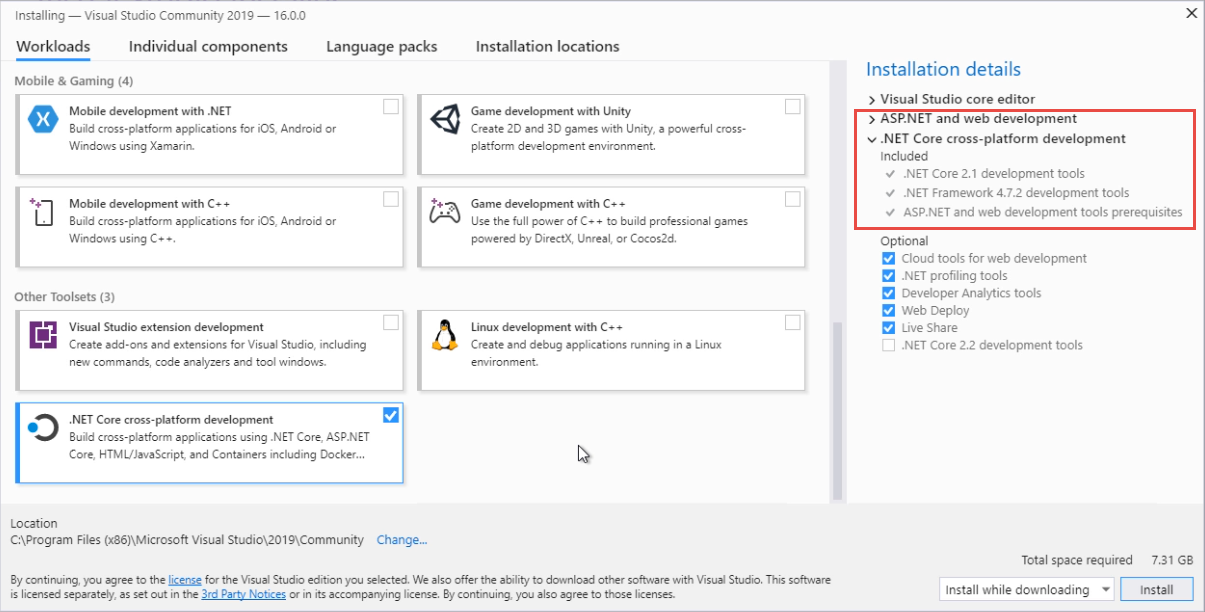 Installing — Visual Studio Community 2019 — 16.0.0
Workloads
Individual components
Language packs
Installation locations
Mobile & Gaming (4)
Mobile development with .NET
Build cross-platform applications for iOS, Android or
Windows using Xamarin.
Game development with Unity
Create 2D and 3D games with Unity, a powerful cross-
platform development environment.
Mobile development with C++
Build cross-platform applications for iOS, Android or
Windows using C++.
Game development with C++
Use the full power of C++ to build professional games
powered by DirectX, Unreal, or Cocos2d.
Other Toolsets (3)
Visual Studio extension development
Create add-ons and extensions for Visual Studio, including
new commands, code analyzers and tool windows.
Linux development with C++
Create and debug applications running in a Linux
environment.
.NET Core cross-platform development
Build cross-platform applications using .NET Core, ASP.NET
Core, HTML/JavaScript, and Containers including Docker...
Installation details
Visual Studio core editor
ASP.NET and web development
.NET Core cross-platform development
Included
.NET Core 2.1 development tools
.NET Framework 4.7.2 development tools
ASP.NET and web development tools prerequisites
Optional
Cloud tools for web development
.NET profiling tools
Developer Analytics tools
Web Deploy
Live Share
.NET Core 2.2 development tools
Location
C:\Program Files (x86)\Microsoft Visual Studio\2019\Community Change...
By continuing, you agree to the license for the Visual Studio edition you selected. We also offer the ability to download other software with Visual Studio. This software
is licensed separately, as set out in the 3rd Party Notices or in its accompanying license. By continuing, you also agree to those licenses.
Total space required 7.31 GB
Install while downloading
Install